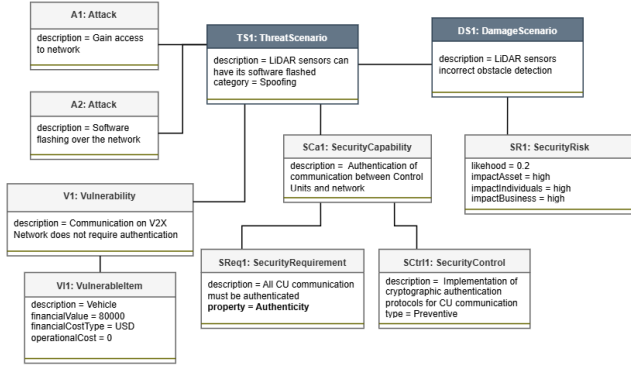 A1: Attack
description = Gain access
to network
TS1: ThreatScenario
description = LiDAR sensors can
have its software flashed
category = Spoofing
DS1: DamageScenario
description = LiDAR sensors
incorrect obstacle detection
A2: Attack
description = Software
flashing over the network
SCa1: SecurityCapability
description = Authentication of
communication between Control
Units and network
SR1: SecurityRisk
likehood = 0.2
impactAsset = high
impactIndividuals = high
impactBusiness = high
V1: Vulnerability
description = Communication on V2X
Network does not require authentication
SReq1: SecurityRequirement
description = All CU communication
must be authenticated
property = Authenticity
SCtrl1: SecurityControl
description = Implementation of
cryptographic authentication
protocols for CU communication
type = Preventive
VI1: VulnerableItem
description = Vehicle
financialValue = 80000
financialCostType = USD
operationalCost = 0